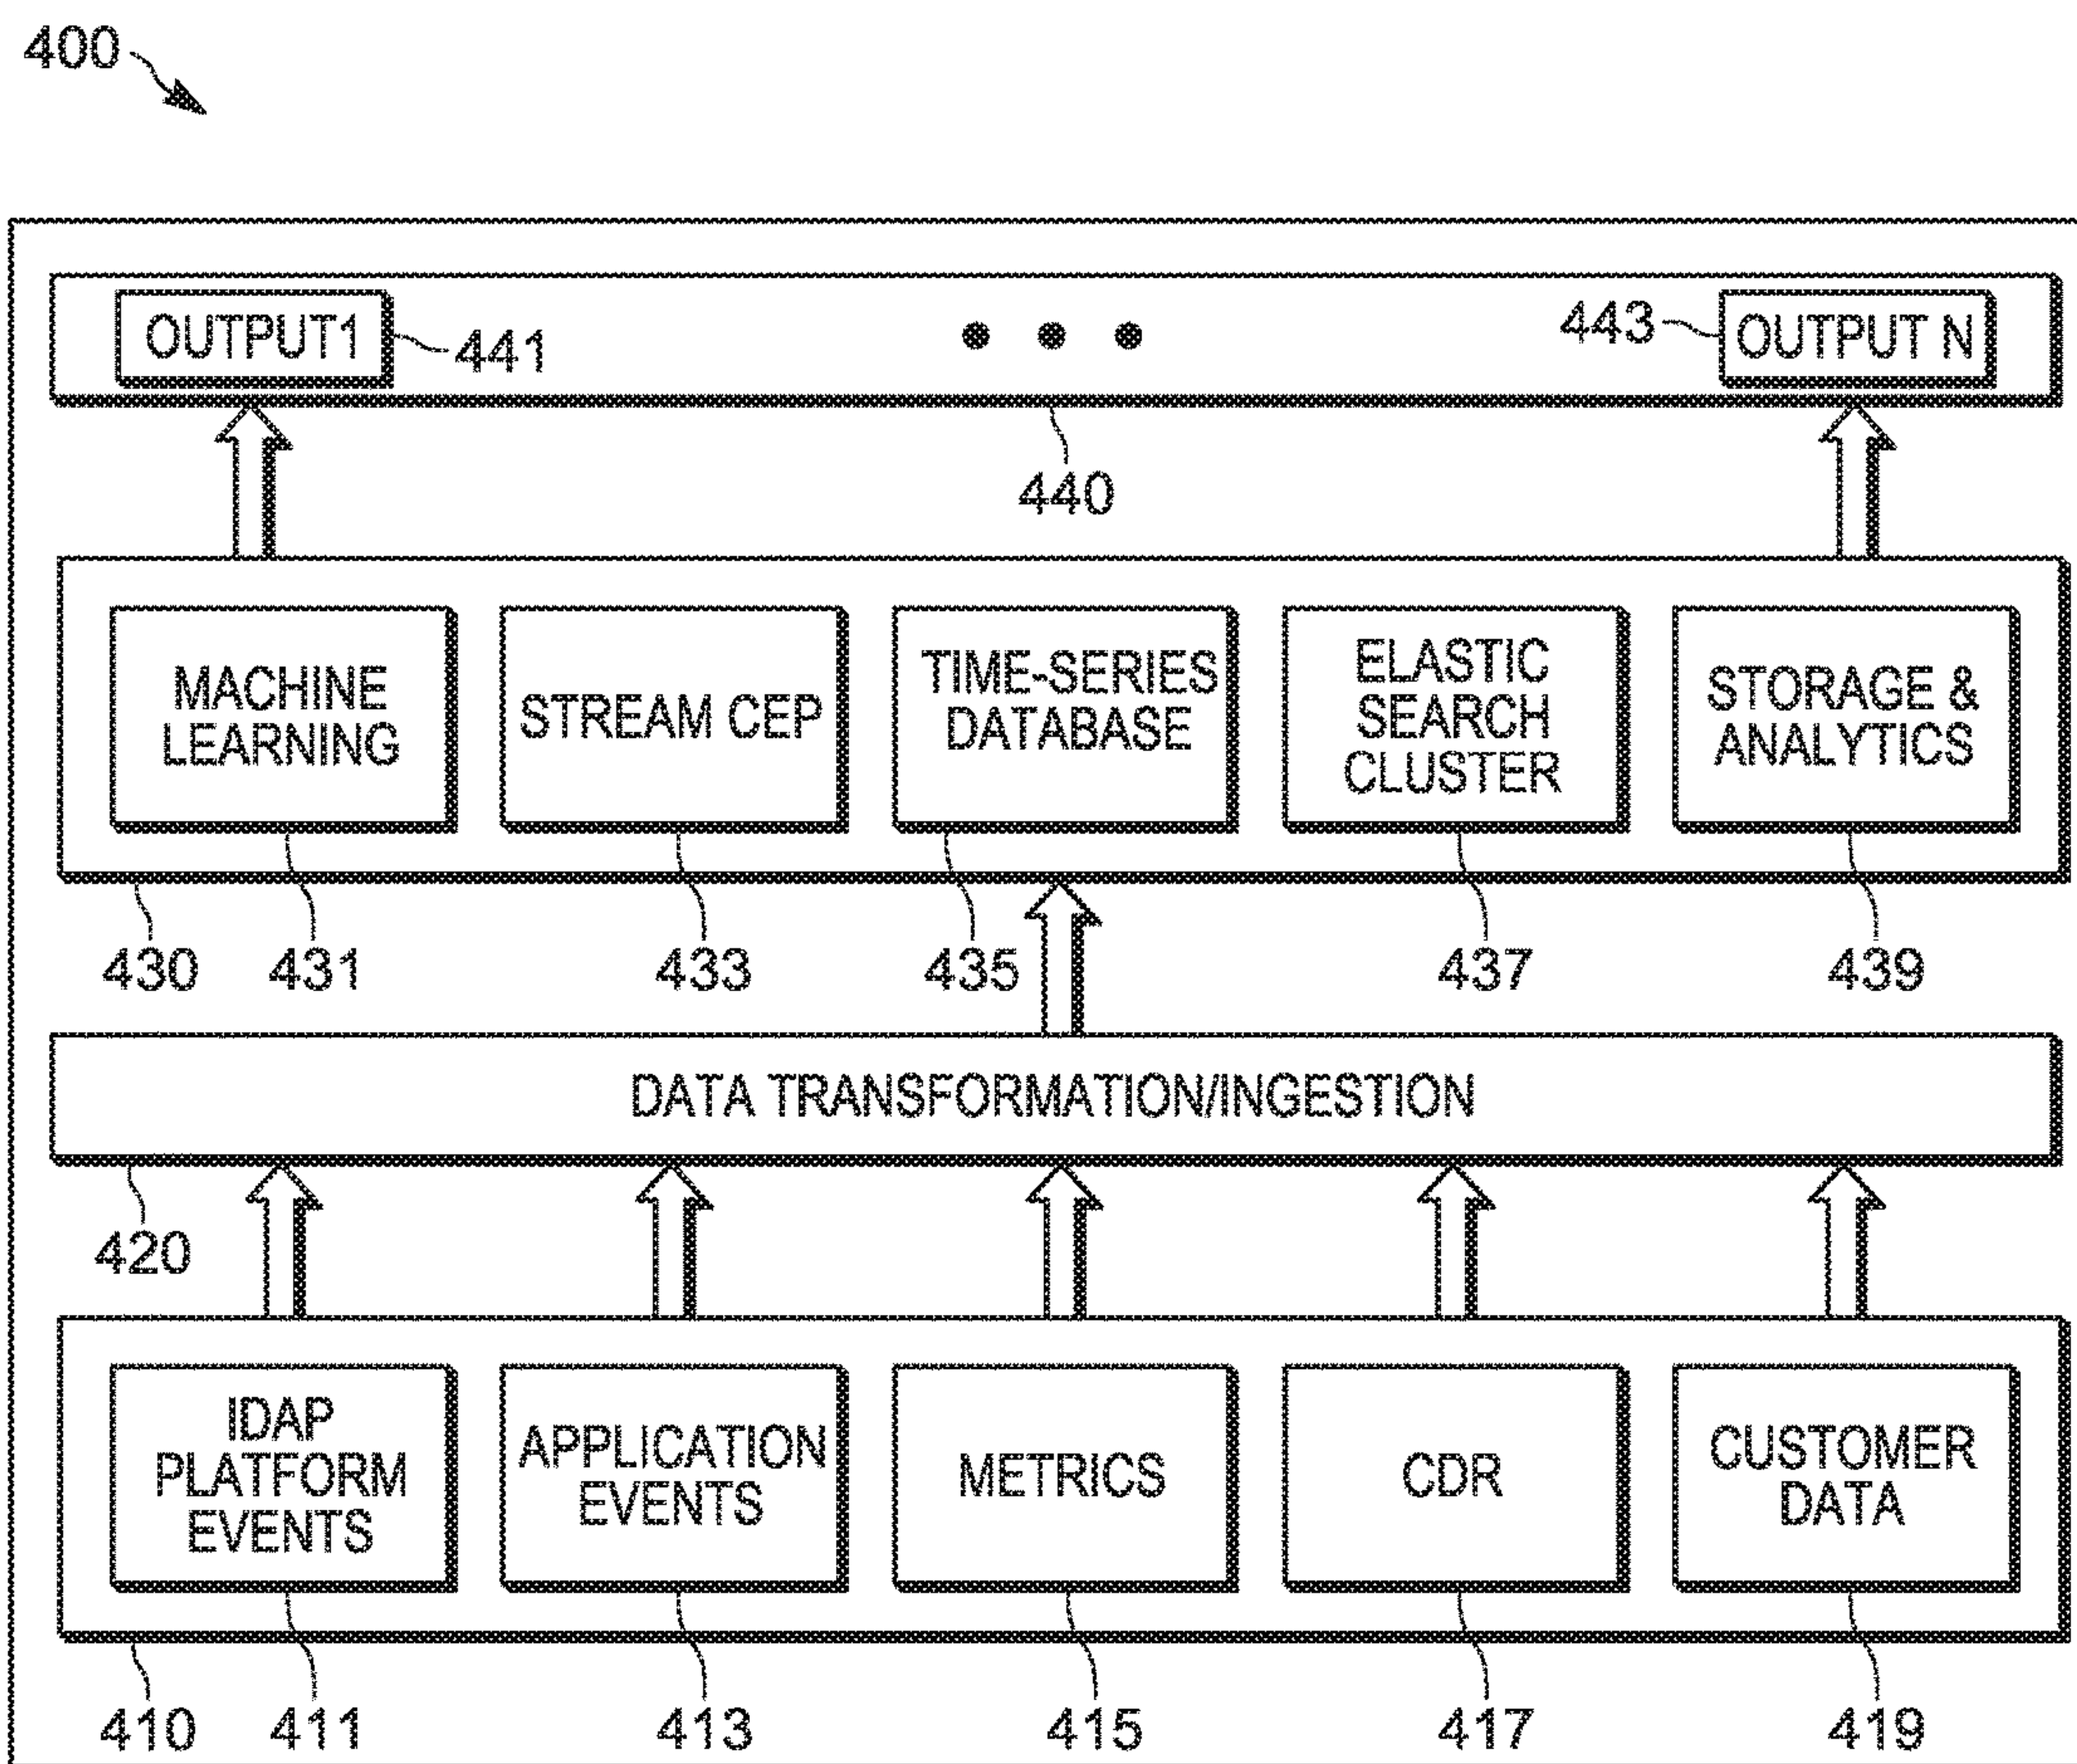 400
OUTPUT1
441
443
OUTPUT N
440
MACHINE
LEARNING
STREAM CEP
TIME-SERIES
DATABASE
ELASTIC
SEARCH
CLUSTER
STORAGE &
ANALYTICS
430
431
433
435
437
439
DATA TRANSFORMATION/INGESTION
420
IDAP
PLATFORM
EVENTS
APPLICATION
EVENTS
METRICS
CDR
CUSTOMER
DATA
410
411
413
415
417
419